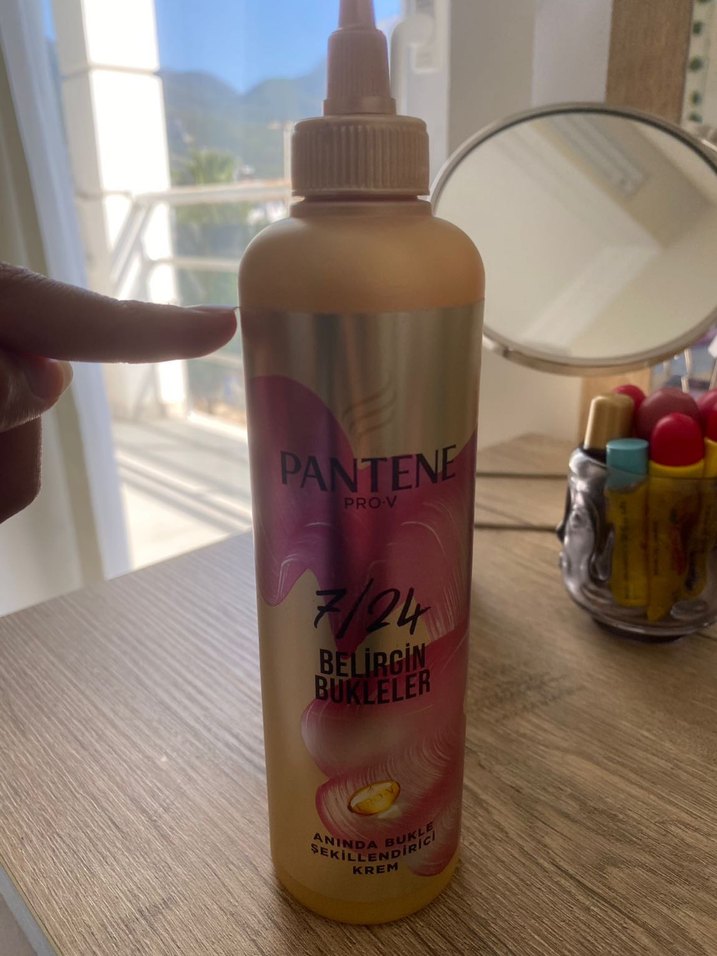 PANTENE
PRO-V
7/24
BELİRGİN
BUKLELER
ANINDA BUKLE
ŞEKİLLENDİRİCİ
KREM